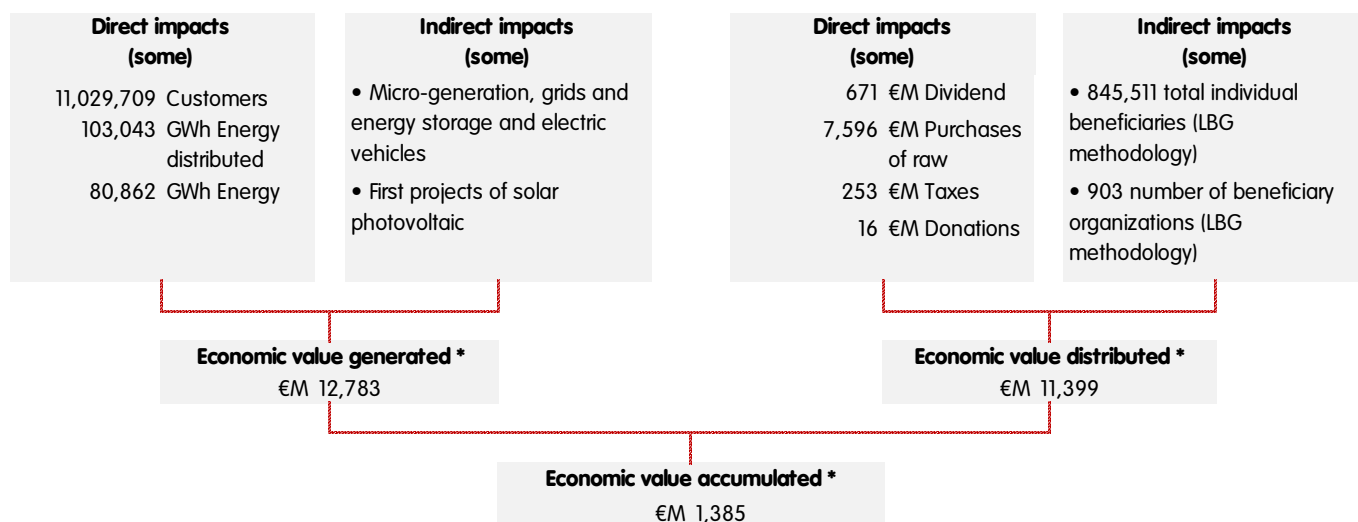 Direct impacts
(some)
11,029,709 Customers
103,043 GWh Energy
distributed
80,862 GWh Energy
Indirect impacts
(some)
• Micro-generation, grids and
energy storage and electric
vehicles
• First projects of solar
photovoltaic
Direct impacts
(some)
671 €M Dividend
7,596 €M Purchases
of raw
253 €M Taxes
16 €M Donations
Indirect impacts
(some)
• 845,511 total individual
beneficiaries (LBG
methodology)
• 903 number of beneficiary
organizations (LBG
methodology)
Economic value generated *
€M 12,783
Economic value distributed *
€M 11,399
Economic value accumulated *
€M 1,385